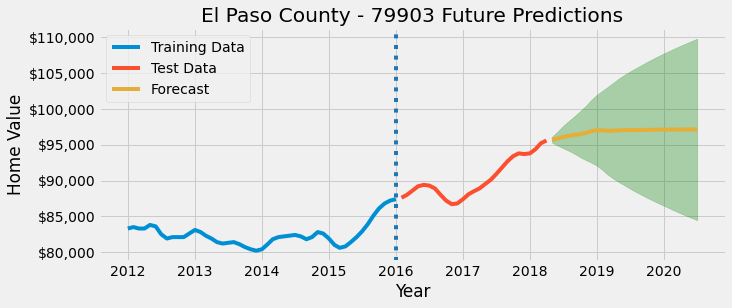 El Paso County - 79903 Future Predictions
Training Data
Test Data
Forecast
$110,000
$105,000
$100,000
$95,000
$90,000
$85,000
$80,000
Home Value
2012 2013 2014 2015 2016 2017 2018 2019 2020
Year